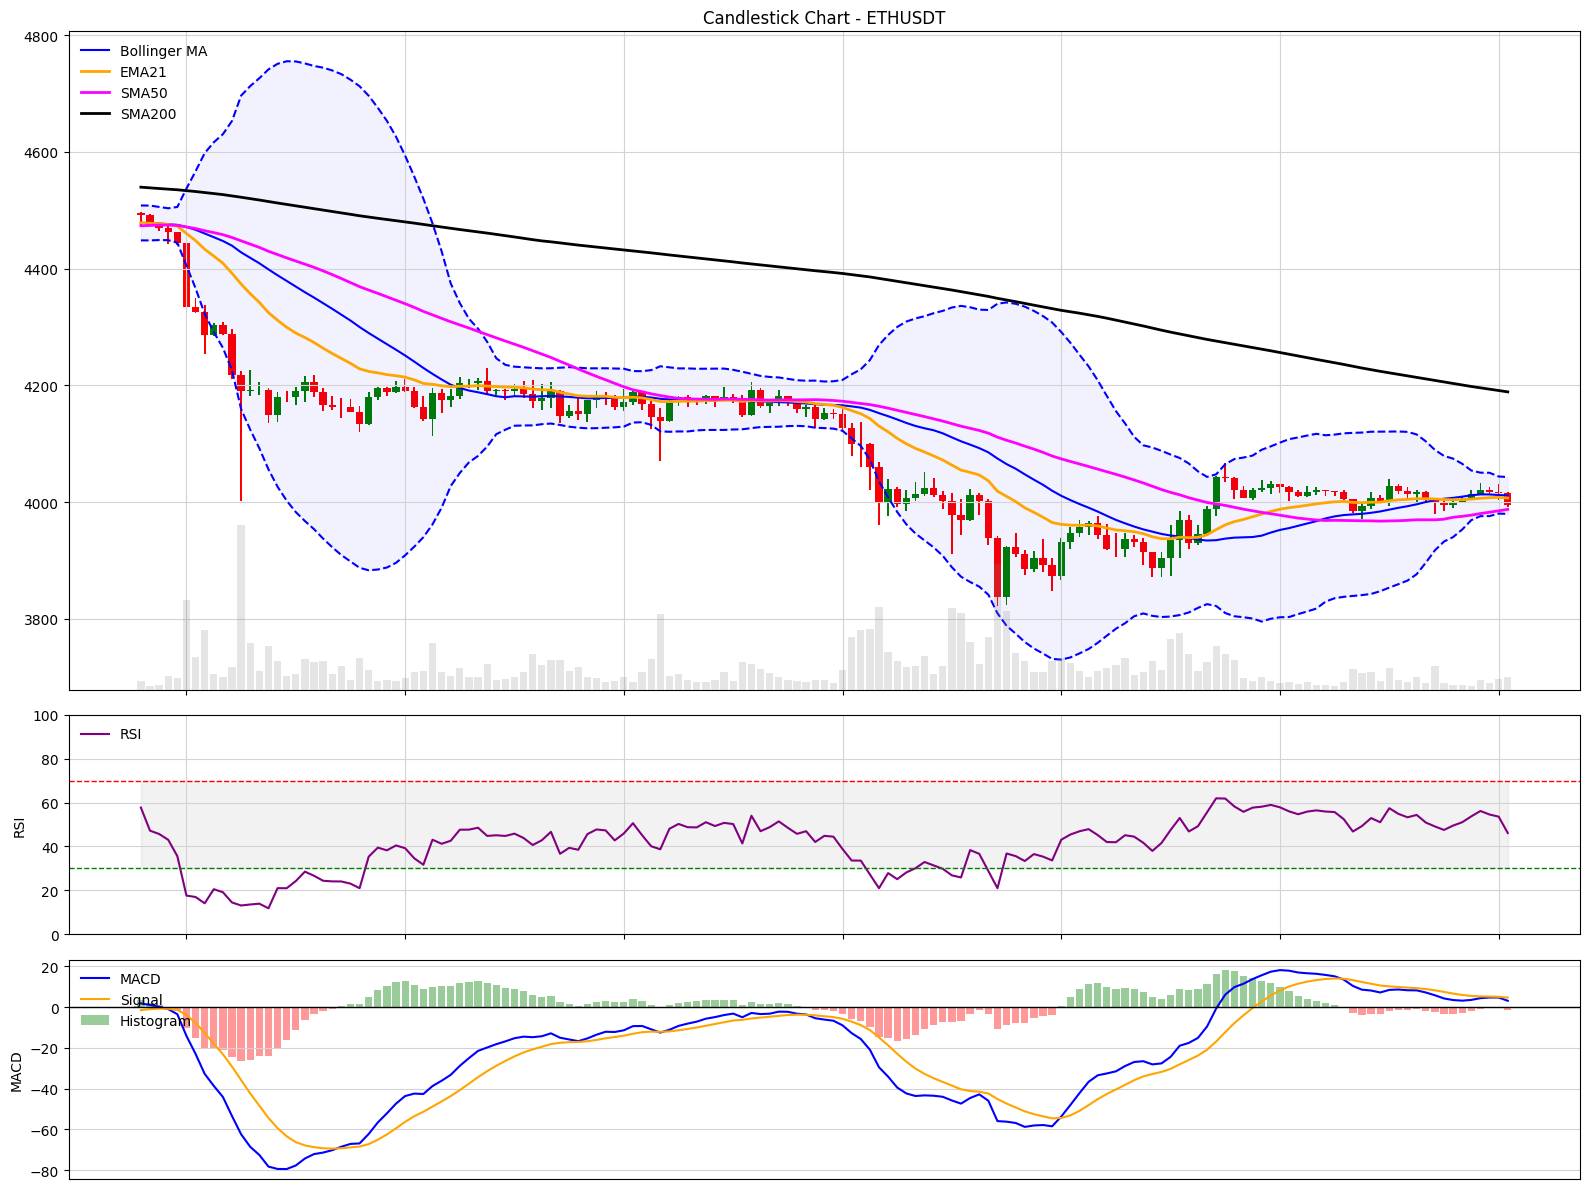 Candlestick Chart - ETHUSDT
4800
4600
4400
4200
4000
3800
Bollinger MA
EMA21
SMA50
SMA200
100
80
60
40
20
0
RSI
RSI
20
0
−20
−40
−60
−80
MACD
MACD
Signal
Histogram